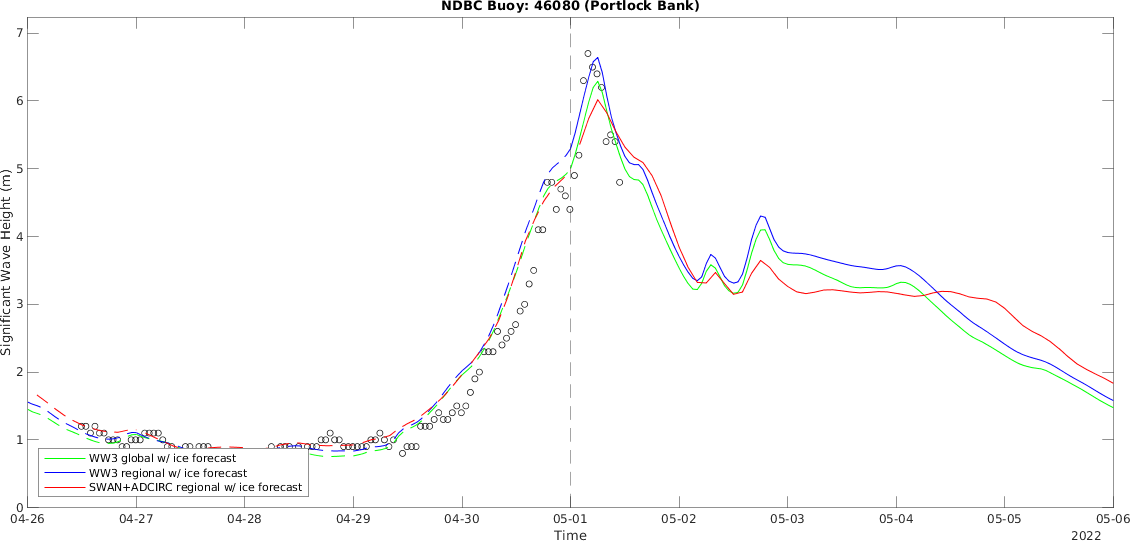 NDBC Buoy: 46080 (Portlock Bank)
7
6
5
4
3
2
1
0
Significant Wave Height (m)
WW3 global w/ ice forecast
WW3 regional w/ ice forecast
SWAN+ADCIRC regional w/ ice forecast
04-26 04-27 04-28 04-29 04-30 05-01 05-02 05-03 05-04 05-05 05-06
Time
2022